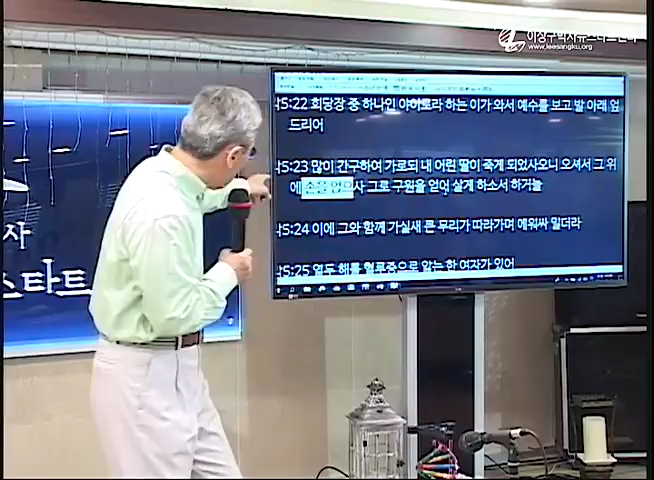 이상구박사뉴스타트센터
www.leesangku.org
5:22 회당장 중 하나인 야이로라 하는 이가 와서 예수를 보고 발 아래 엎
드리어
5:23 많이 간구하여 가로되 내 어린 딸이 죽게 되었사오니 오셔서 그 위
에 손을 얹으사 그로 구원을 얻어 살게 하소서 하거늘
5:24 이에 그와 함께 가실새 큰 무리가 따라가며 에워싸 밀더라
5:25 열두 해를 혈루증으로 앓는 한 여자가 있어
사
스타트